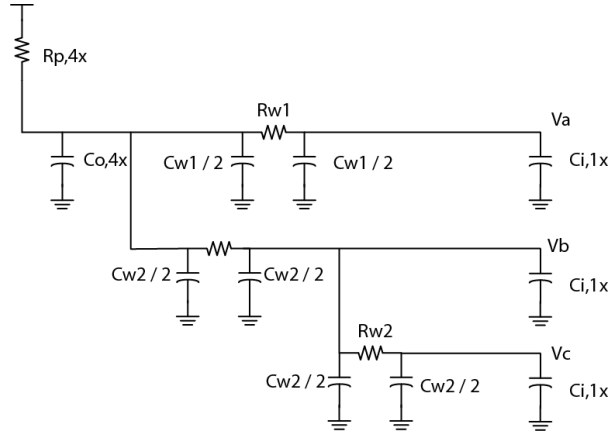 Rp,4x
Rw1
Va
Co,4x
Cw1 / 2
Cw1 / 2
Ci,1x
Vb
Cw2 / 2
Cw2 / 2
Ci,1x
Rw2
Vc
Cw2 / 2
Cw2 / 2
Ci,1x